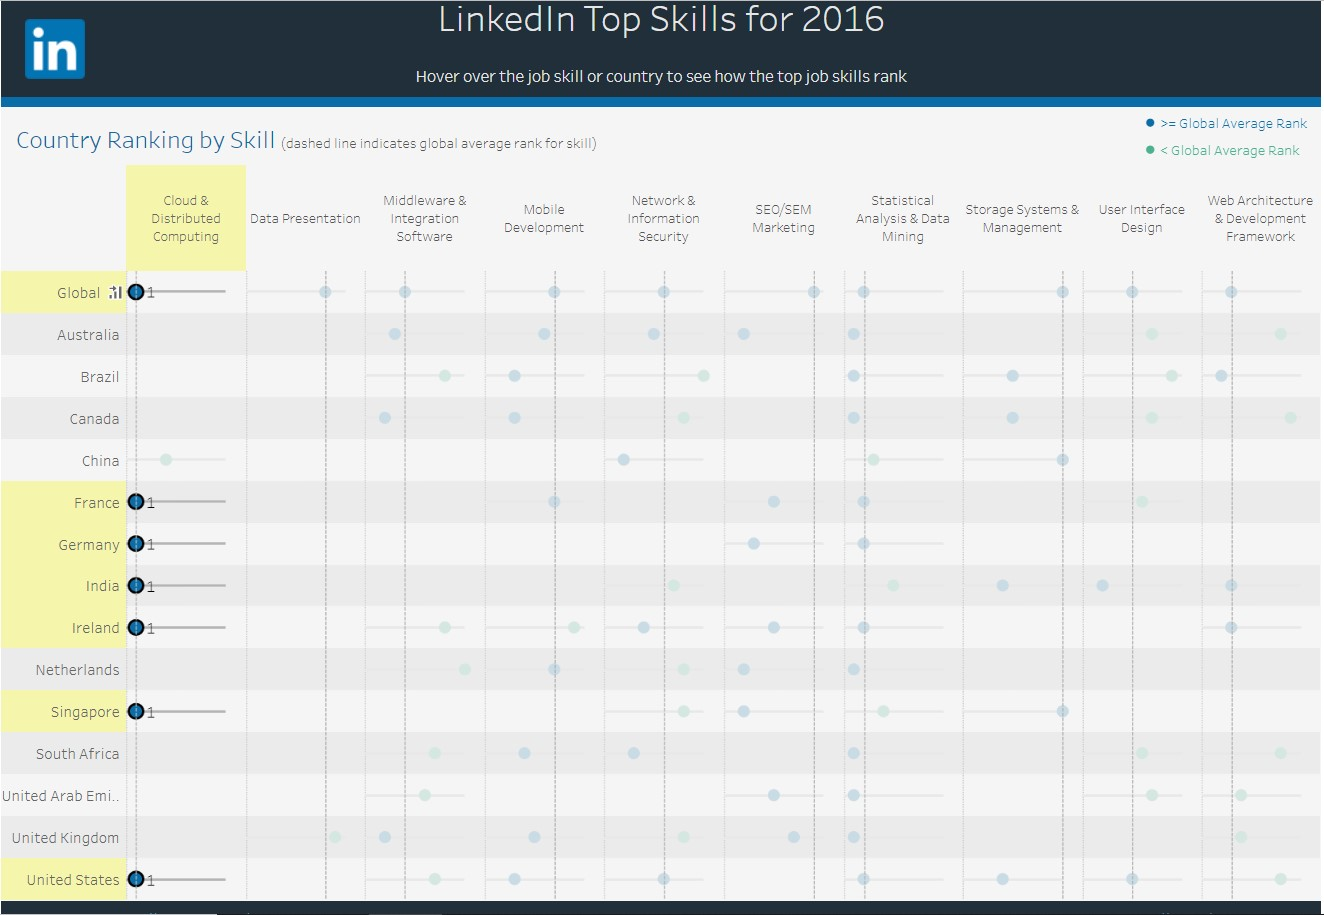 LinkedIn Top Skills for 2016
in
Hover over the job skill or country to see how the top job skills rank
>= Global Average Rank
Country Ranking by Skill (dashed line indicates global average rank for skill)
< Global Average Rank
Cloud &
Distributed
Computing
Data Presentation
Middleware &
Integration
Software
Mobile
Development
Network &
Information
Security
SEO/SEM
Marketing
Statistical
Analysis & Data
Mining
Storage Systems &
Management
User Interface
Design
Web Architecture
& Development
Framework
Global 1
Australia
Brazil
Canada
China
France 1
Germany 1
India 1
Ireland 1
Netherlands
Singapore 1
South Africa
United Arab Emi..
United Kingdom
United States 1